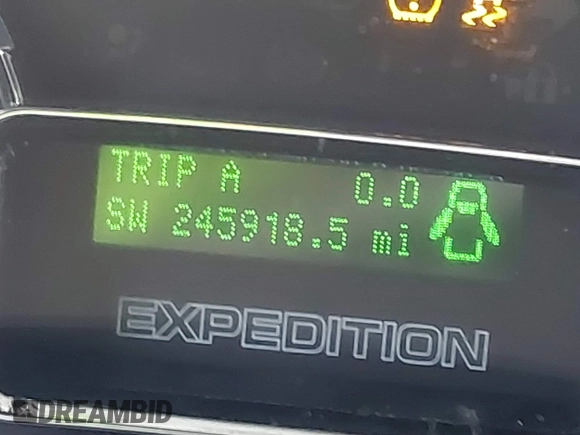 TRIP A 0.0
SW 245918.5 mi
EXPEDITION
DREAMBID